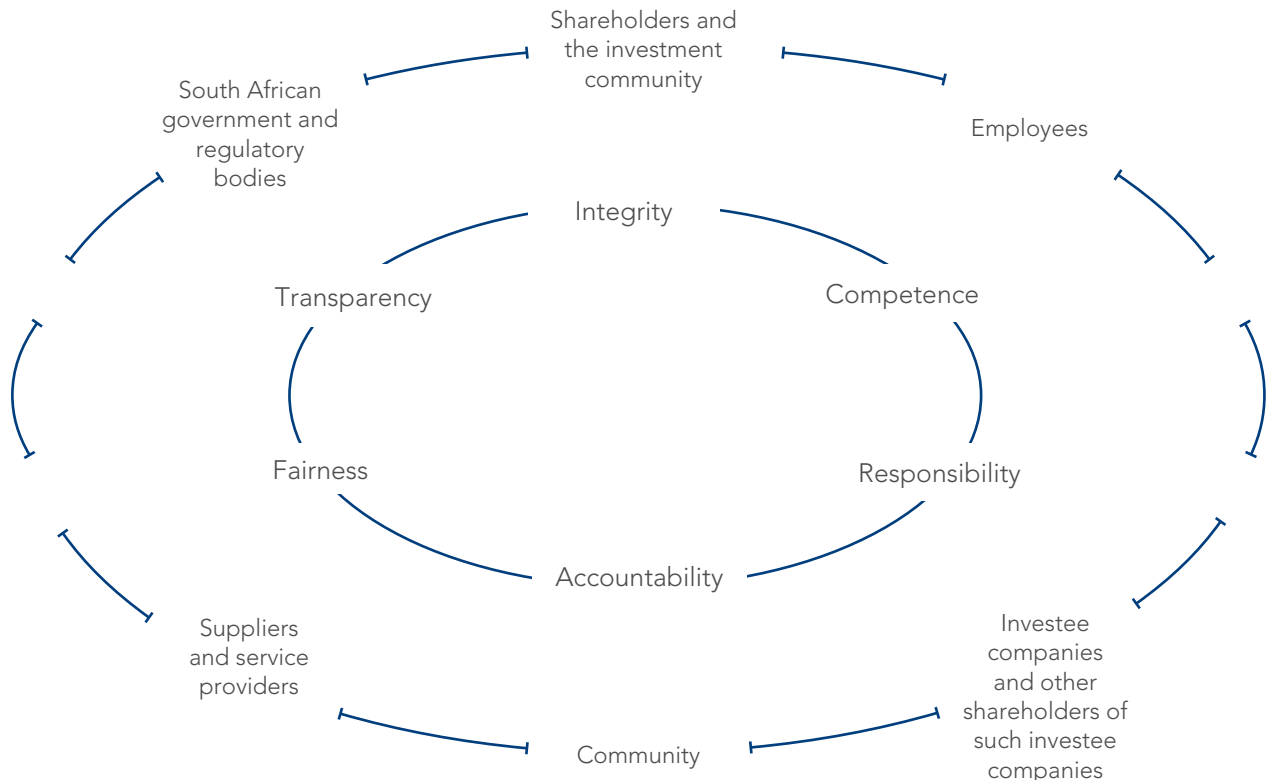 Shareholders and
the investment
community
South African
government and
regulatory
bodies
Employees
Integrity
Transparency
Competence
Fairness
Responsibility
Accountability
Suppliers
and service
providers
Investee
companies
and other
shareholders of
such investee
companies
Community